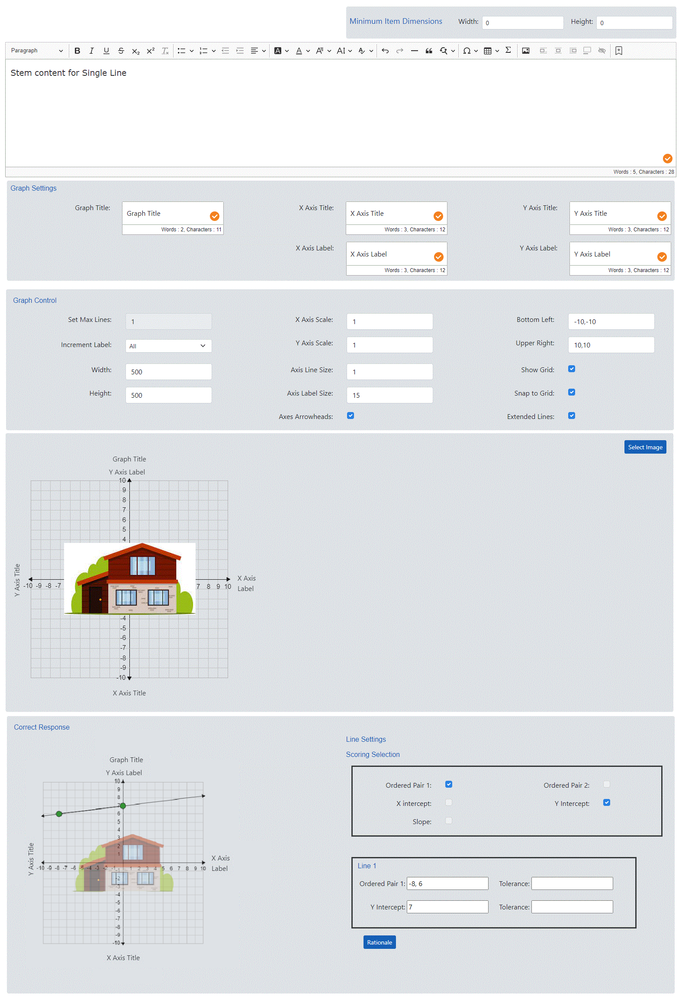 Minimum Item Dimensions Width: 0 Height: 0
Paragraph
Stem content for Single Line
Words : 5, Characters : 28
Graph Settings
Graph Title: Graph Title X Axis Title: X Axis Title Y Axis Title: Y Axis Title
Words : 2, Characters : 11 Words : 3, Characters : 12 Words : 3, Characters : 12
X Axis Label: X Axis Label Y Axis Label: Y Axis Label
Words : 3, Characters : 12 Words : 3, Characters : 12
Graph Control
Set Max Lines: 1 X Axis Scale: 1 Bottom Left: -10,-10
Increment Label: All Y Axis Scale: 1 Upper Right: 10,10
Width: 500 Axis Line Size: 1 Show Grid:
Height: 500 Axis Label Size: 15 Snap to Grid:
Axes Arrowheads: Extended Lines:
Select Image
Graph Title
Y Axis Label
10
9
8
7
6
5
4
Y Axis Title
X Axis
Label
-10 -9 -8 -7 7 8 9 10
-4
-5
-6
-7
-8
-9
-10
X Axis Title
Correct Response
Line Settings
Scoring Selection
Graph Title
Y Axis Label
10
9
8
7
6
5
4
3
2
1
Y Axis Title
X Axis
Label
-10 -9 -8 -7 -6 -5 -4 -3 -2 -1 1 2 3 4 5 6 7 8 9 10
-1
-2
-3
-4
-5
-6
-7
-8
-9
-10
X Axis Title
Ordered Pair 1: Ordered Pair 2:
X intercept: Y Intercept:
Slope:
Line 1
Ordered Pair 1: -8, 6 Tolerance:
Y Intercept: 7 Tolerance:
Rationale